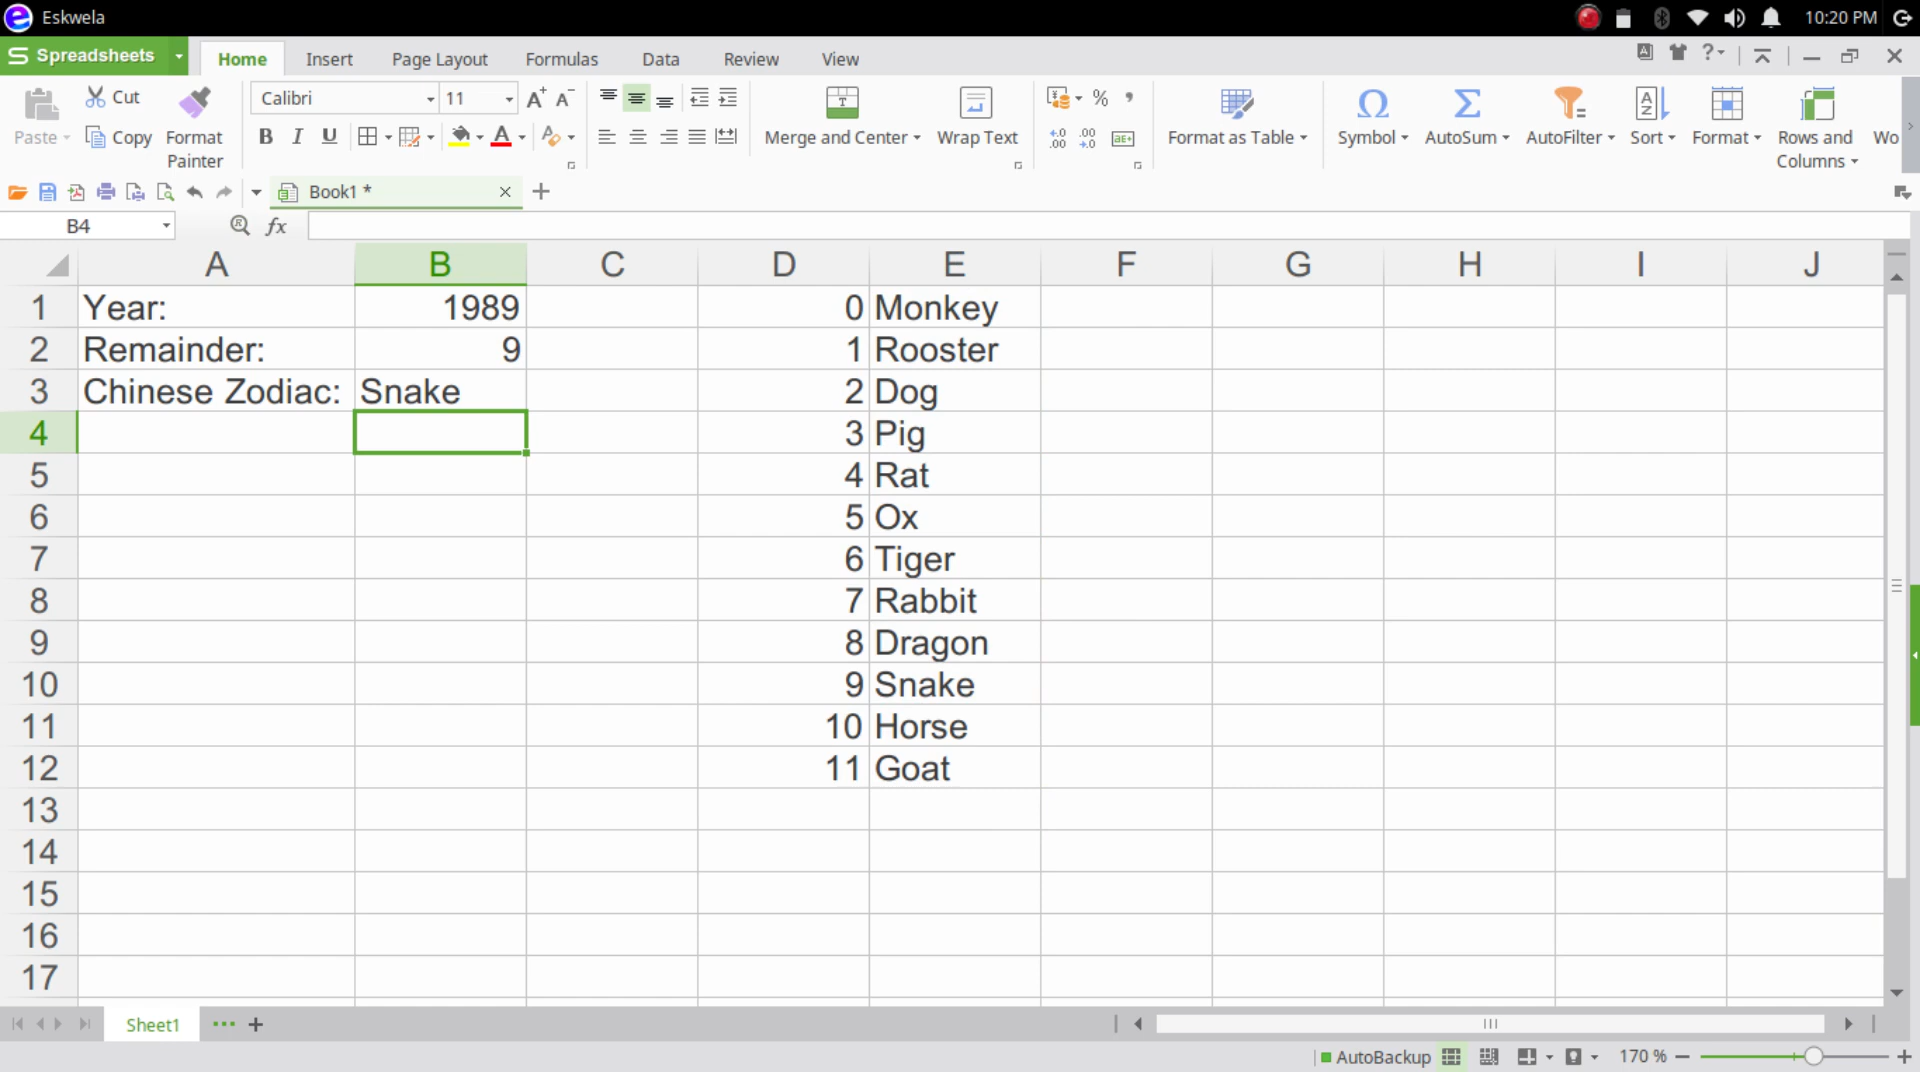 Eskwela
10:20 PM
Spreadsheets
Home
Insert
Page Layout
Formulas
Data
Review
View
Paste
Cut
Copy
Format
Painter
Calibri
11
Merge and Center
Wrap Text
Format as Table
Symbol
AutoSum
AutoFilter
Sort
Format
Rows and
Columns
Wo
Book1 *
B4
fx
A B C D E F G H I J
1 Year: 1989 0 Monkey
2 Remainder: 9 1 Rooster
3 Chinese Zodiac: Snake 2 Dog
4 3 Pig
5 4 Rat
6 5 Ox
7 6 Tiger
8 7 Rabbit
9 8 Dragon
10 9 Snake
11 10 Horse
12 11 Goat
13
14
15
16
17
Sheet1
AutoBackup
170 %